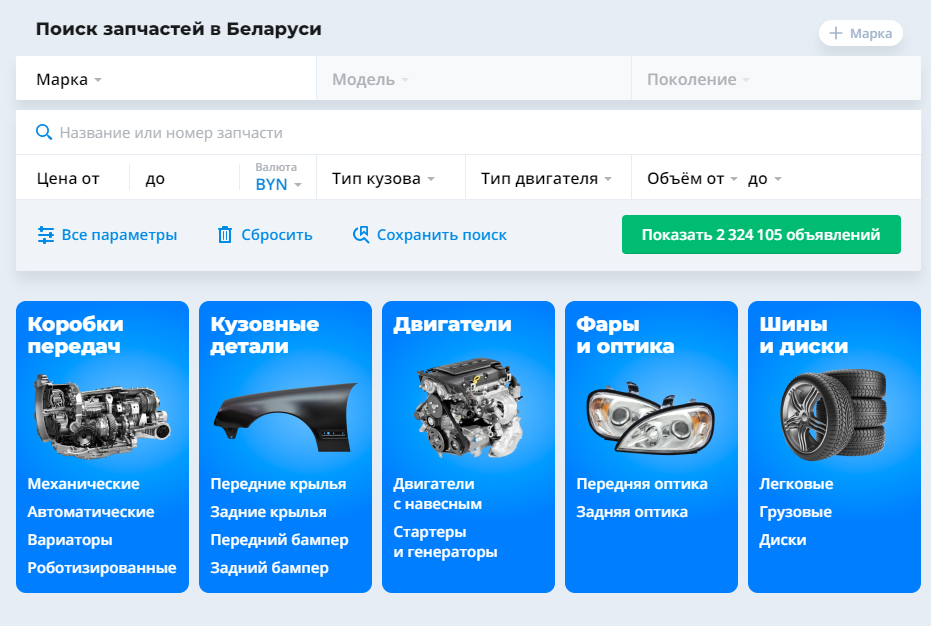 Поиск запчастей в Беларуси
Марка
Марка
Модель
Поколение
Название или номер запчасти
Цена от
до
Валюта
BYN
Тип кузова
Тип двигателя
Объём от
до
Все параметры
Сбросить
Сохранить поиск
Показать 2 324 105 объявлений
Коробки
передач
Механические
Автоматические
Вариаторы
Роботизированные
Кузовные
детали
Передние крылья
Задние крылья
Передний бампер
Задний бампер
Двигатели
Двигатели
с навесным
Стартеры
и генераторы
Фары
и оптика
Передняя оптика
Задняя оптика
Шины
и диски
Легковые
Грузовые
Диски